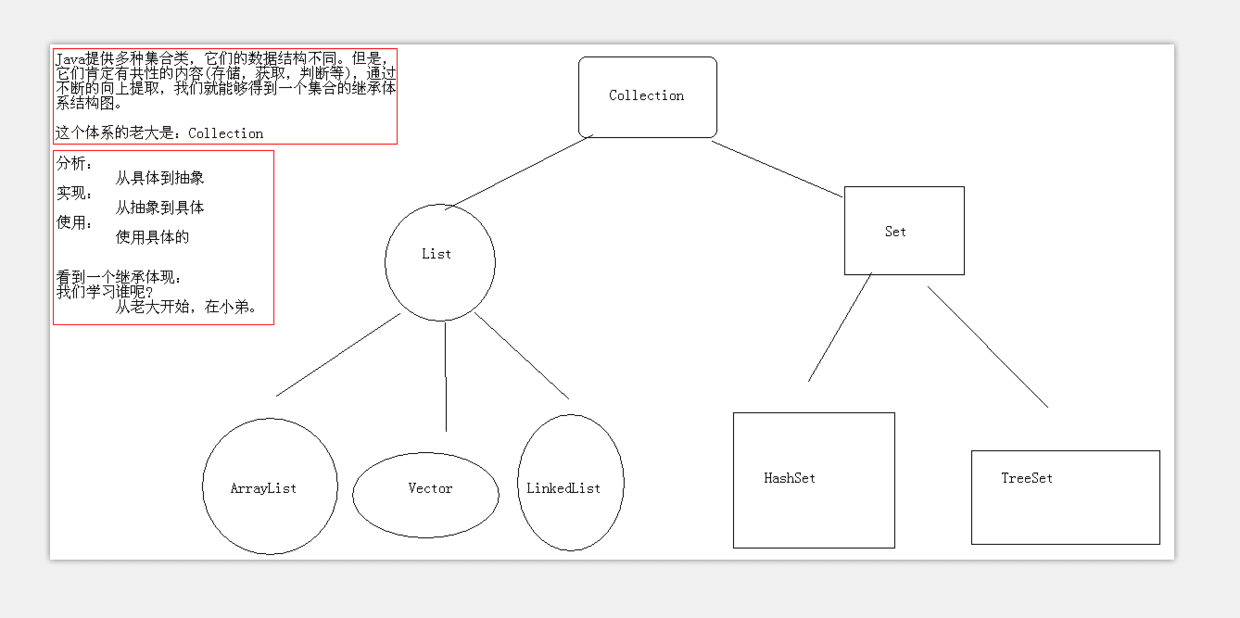 Java提供多种集合类，它们的数据结构不同。但是，
它们肯定有共性的内容(存储，获取，判断等)，通过
不断的向上提取，我们就能够得到一个集合的继承体
系结构图。
这个体系的老大是：Collection
分析：
从具体到抽象
实现：
从抽象到具体
使用：
使用具体的
看到一个继承体现：
我们学习谁呢?
从老大开始，在小弟。
Collection
List
Set
ArrayList
Vector
LinkedList
HashSet
TreeSet